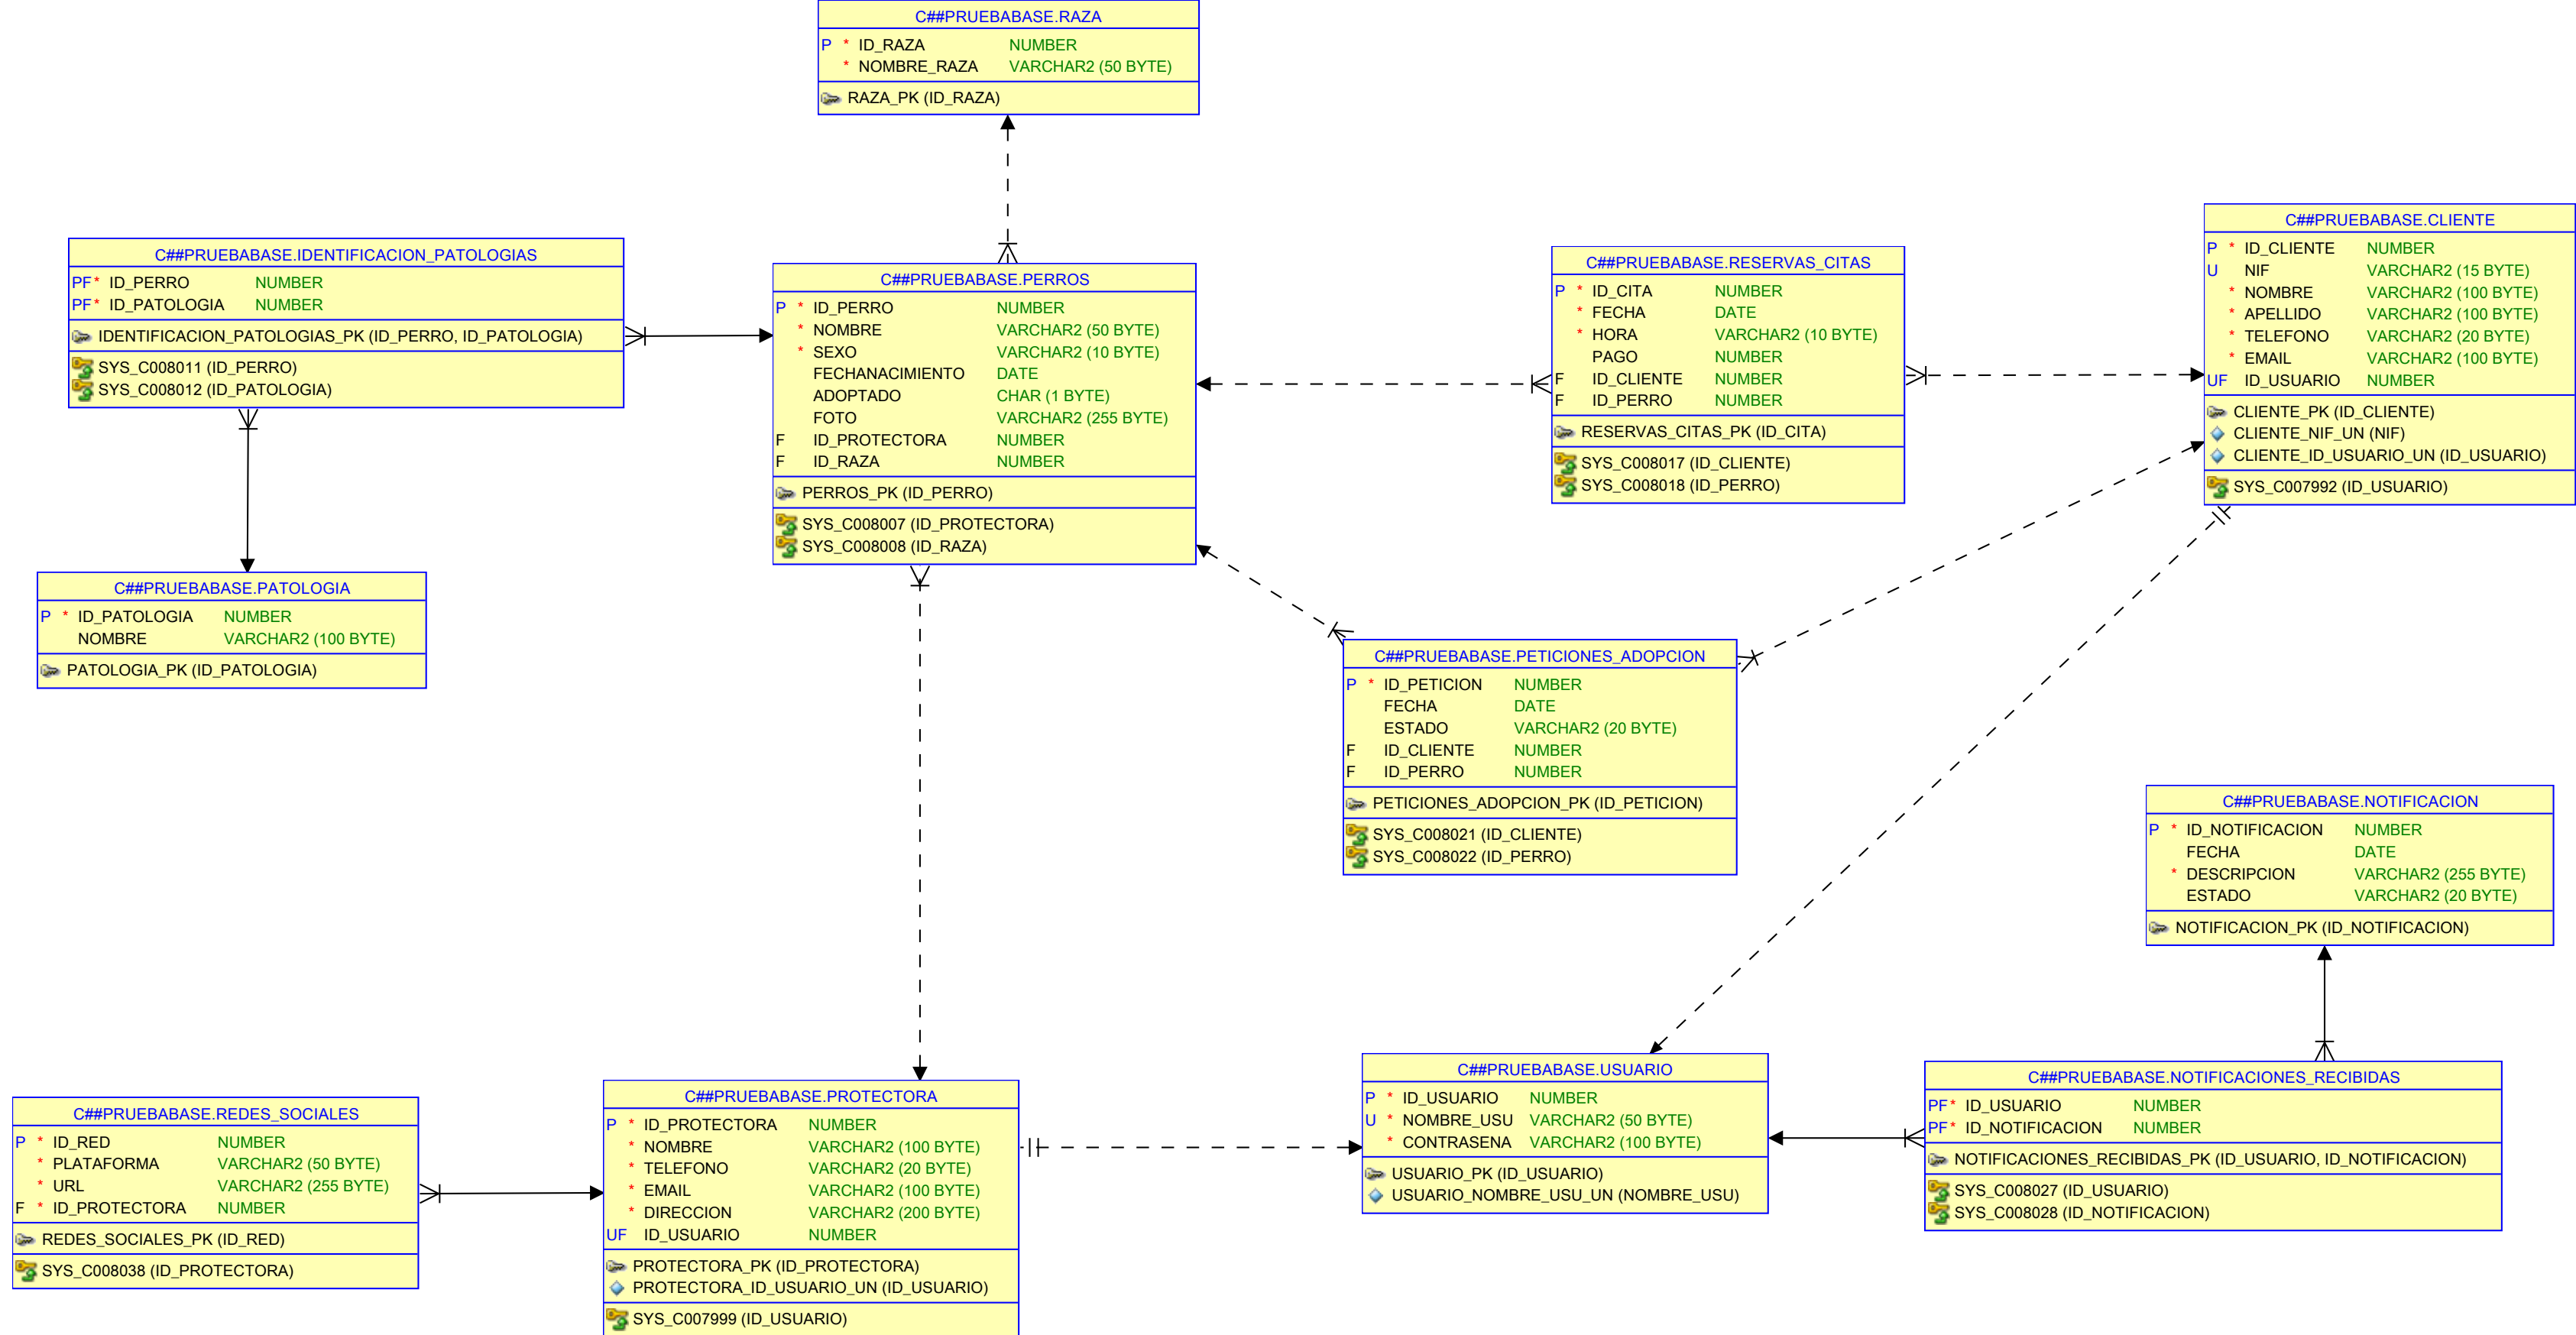 C##PRUEBABASE.RAZA
P * ID_RAZA NUMBER
* NOMBRE_RAZA VARCHAR2 (50 BYTE)
RAZA_PK (ID_RAZA)
C##PRUEBABASE.IDENTIFICACION_PATOLOGIAS
PF * ID_PERRO NUMBER
PF * ID_PATOLOGIA NUMBER
IDENTIFICACION_PATOLOGIAS_PK (ID_PERRO, ID_PATOLOGIA)
SYS_C008011 (ID_PERRO)
SYS_C008012 (ID_PATOLOGIA)
C##PRUEBABASE.PERROS
P * ID_PERRO NUMBER
* NOMBRE VARCHAR2 (50 BYTE)
* SEXO VARCHAR2 (10 BYTE)
FECHANACIMIENTO DATE
ADOPTADO CHAR (1 BYTE)
FOTO VARCHAR2 (255 BYTE)
F ID_PROTECTORA NUMBER
F ID_RAZA NUMBER
PERROS_PK (ID_PERRO)
SYS_C008007 (ID_PROTECTORA)
SYS_C008008 (ID_RAZA)
C##PRUEBABASE.RESERVAS_CITAS
P * ID_CITA NUMBER
* FECHA DATE
* HORA VARCHAR2 (10 BYTE)
PAGO NUMBER
F ID_CLIENTE NUMBER
F ID_PERRO NUMBER
RESERVAS_CITAS_PK (ID_CITA)
SYS_C008017 (ID_CLIENTE)
SYS_C008018 (ID_PERRO)
C##PRUEBABASE.CLIENTE
P * ID_CLIENTE NUMBER
U NIF VARCHAR2 (15 BYTE)
* NOMBRE VARCHAR2 (100 BYTE)
* APELLIDO VARCHAR2 (100 BYTE)
* TELEFONO VARCHAR2 (20 BYTE)
* EMAIL VARCHAR2 (100 BYTE)
UF ID_USUARIO NUMBER
CLIENTE_PK (ID_CLIENTE)
CLIENTE_NIF_UN (NIF)
CLIENTE_ID_USUARIO_UN (ID_USUARIO)
SYS_C007992 (ID_USUARIO)
C##PRUEBABASE.PATOLOGIA
P * ID_PATOLOGIA NUMBER
NOMBRE VARCHAR2 (100 BYTE)
PATOLOGIA_PK (ID_PATOLOGIA)
C##PRUEBABASE.PETICIONES_ADOPCION
P * ID_PETICION NUMBER
FECHA DATE
ESTADO VARCHAR2 (20 BYTE)
F ID_CLIENTE NUMBER
F ID_PERRO NUMBER
PETICIONES_ADOPCION_PK (ID_PETICION)
SYS_C008021 (ID_CLIENTE)
SYS_C008022 (ID_PERRO)
C##PRUEBABASE.NOTIFICACION
P * ID_NOTIFICACION NUMBER
FECHA DATE
* DESCRIPCION VARCHAR2 (255 BYTE)
ESTADO VARCHAR2 (20 BYTE)
NOTIFICACION_PK (ID_NOTIFICACION)
C##PRUEBABASE.REDES_SOCIALES
P * ID_RED NUMBER
* PLATAFORMA VARCHAR2 (50 BYTE)
* URL VARCHAR2 (255 BYTE)
F * ID_PROTECTORA NUMBER
REDES_SOCIALES_PK (ID_RED)
SYS_C008038 (ID_PROTECTORA)
C##PRUEBABASE.PROTECTORA
P * ID_PROTECTORA NUMBER
* NOMBRE VARCHAR2 (100 BYTE)
* TELEFONO VARCHAR2 (20 BYTE)
* EMAIL VARCHAR2 (100 BYTE)
* DIRECCION VARCHAR2 (200 BYTE)
UF ID_USUARIO NUMBER
PROTECTORA_PK (ID_PROTECTORA)
PROTECTORA_ID_USUARIO_UN (ID_USUARIO)
SYS_C007999 (ID_USUARIO)
C##PRUEBABASE.USUARIO
P * ID_USUARIO NUMBER
U * NOMBRE_USU VARCHAR2 (50 BYTE)
* CONTRASENA VARCHAR2 (100 BYTE)
USUARIO_PK (ID_USUARIO)
USUARIO_NOMBRE_USU_UN (NOMBRE_USU)
C##PRUEBABASE.NOTIFICACIONES_RECIBIDAS
PF * ID_USUARIO NUMBER
PF * ID_NOTIFICACION NUMBER
NOTIFICACIONES_RECIBIDAS_PK (ID_USUARIO, ID_NOTIFICACION)
SYS_C008027 (ID_USUARIO)
SYS_C008028 (ID_NOTIFICACION)